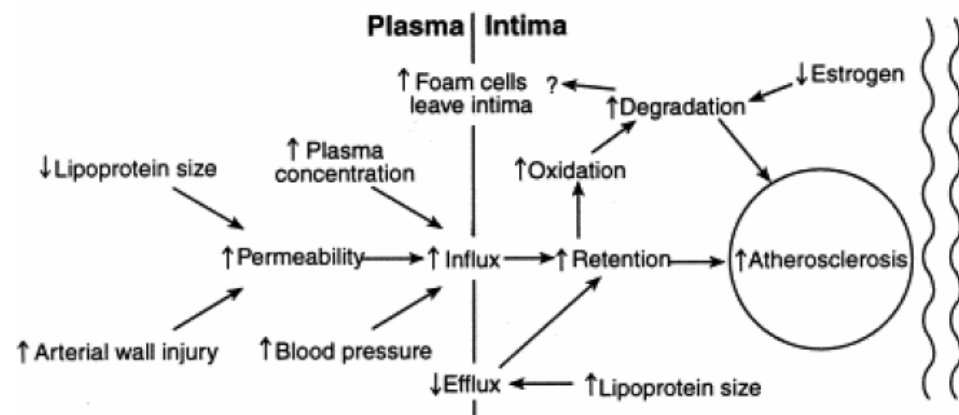 Plasma Intima
↑ Foam cells
leave intima
?
↓Estrogen
↑Degradation
↑ Plasma
concentration
↓Lipoprotein size
↑Oxidation
↑Permeability
↑ Influx
↑ Retention
↑Atherosclerosis
↑Arterial wall injury
↑Blood pressure
↓Efflux
↑Lipoprotein size